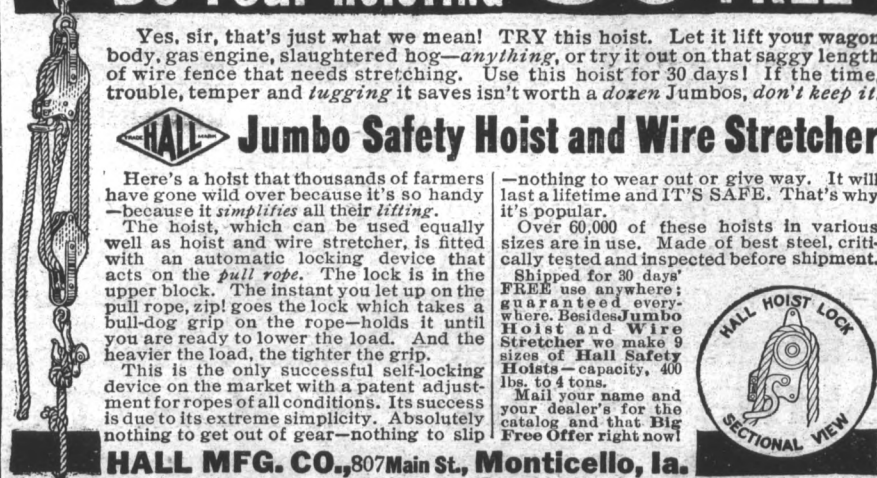 Yes, sir, that's just what we mean! TRY this hoist. Let it lift your wagon
body, gas engine, slaughtered hog—anything, or try it out on that saggy length
of wire fence that needs stretching. Use this hoist for 30 days! If the time,
trouble, temper and tugging it saves isn't worth a dozen Jumbos, don't keep it.
TRADE HALL MARK
Jumbo Safety Hoist and Wire Stretcher
Here's a hoist that thousands of farmers
have gone wild over because it's so handy
—because it simplifies all their lifting.
The hoist, which can be used equally
well as hoist and wire stretcher, is fitted
with an automatic locking device that
acts on the pull rope. The lock is in the
upper block. The instant you let up on the
pull rope, zip! goes the lock which takes a
bull-dog grip on the rope—holds it until
you are ready to lower the load. And the
heavier the load, the tighter the grip.
This is the only successful self-locking
device on the market with a patent adjust-
ment for ropes of all conditions. Its success
is due to its extreme simplicity. Absolutely
nothing to get out of gear—nothing to slip
—nothing to wear out or give way. It will
last a lifetime and IT'S SAFE. That's why
it's popular.
Over 60,000 of these hoists in various
sizes are in use. Made of best steel, criti-
cally tested and inspected before shipment.
Shipped for 30 days'
FREE use anywhere;
guaranteed every-
where. Besides Jumbo
Hoist and Wire
Stretcher we make 9
sizes of Hall Safety
Hoists—capacity, 400
lbs. to 4 tons.
Mail your name and
your dealer's for the
catalog and that Big
Free Offer right now!
HALL HOIST LOCK
SECTIONAL VIEW
HALL MFG. CO., 807 Main St., Monticello, Ia.